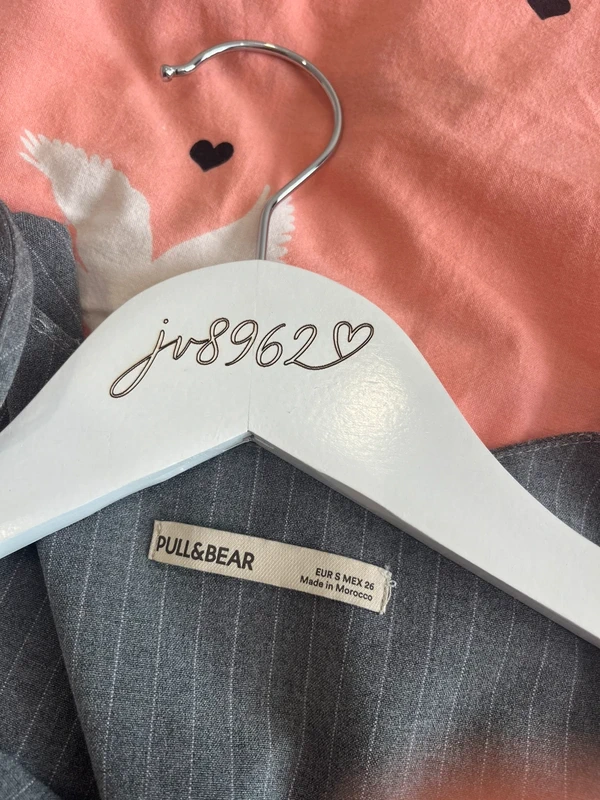 jv8962♡
PULL&BEAR
EUR S MEX 26
Made in Morocco